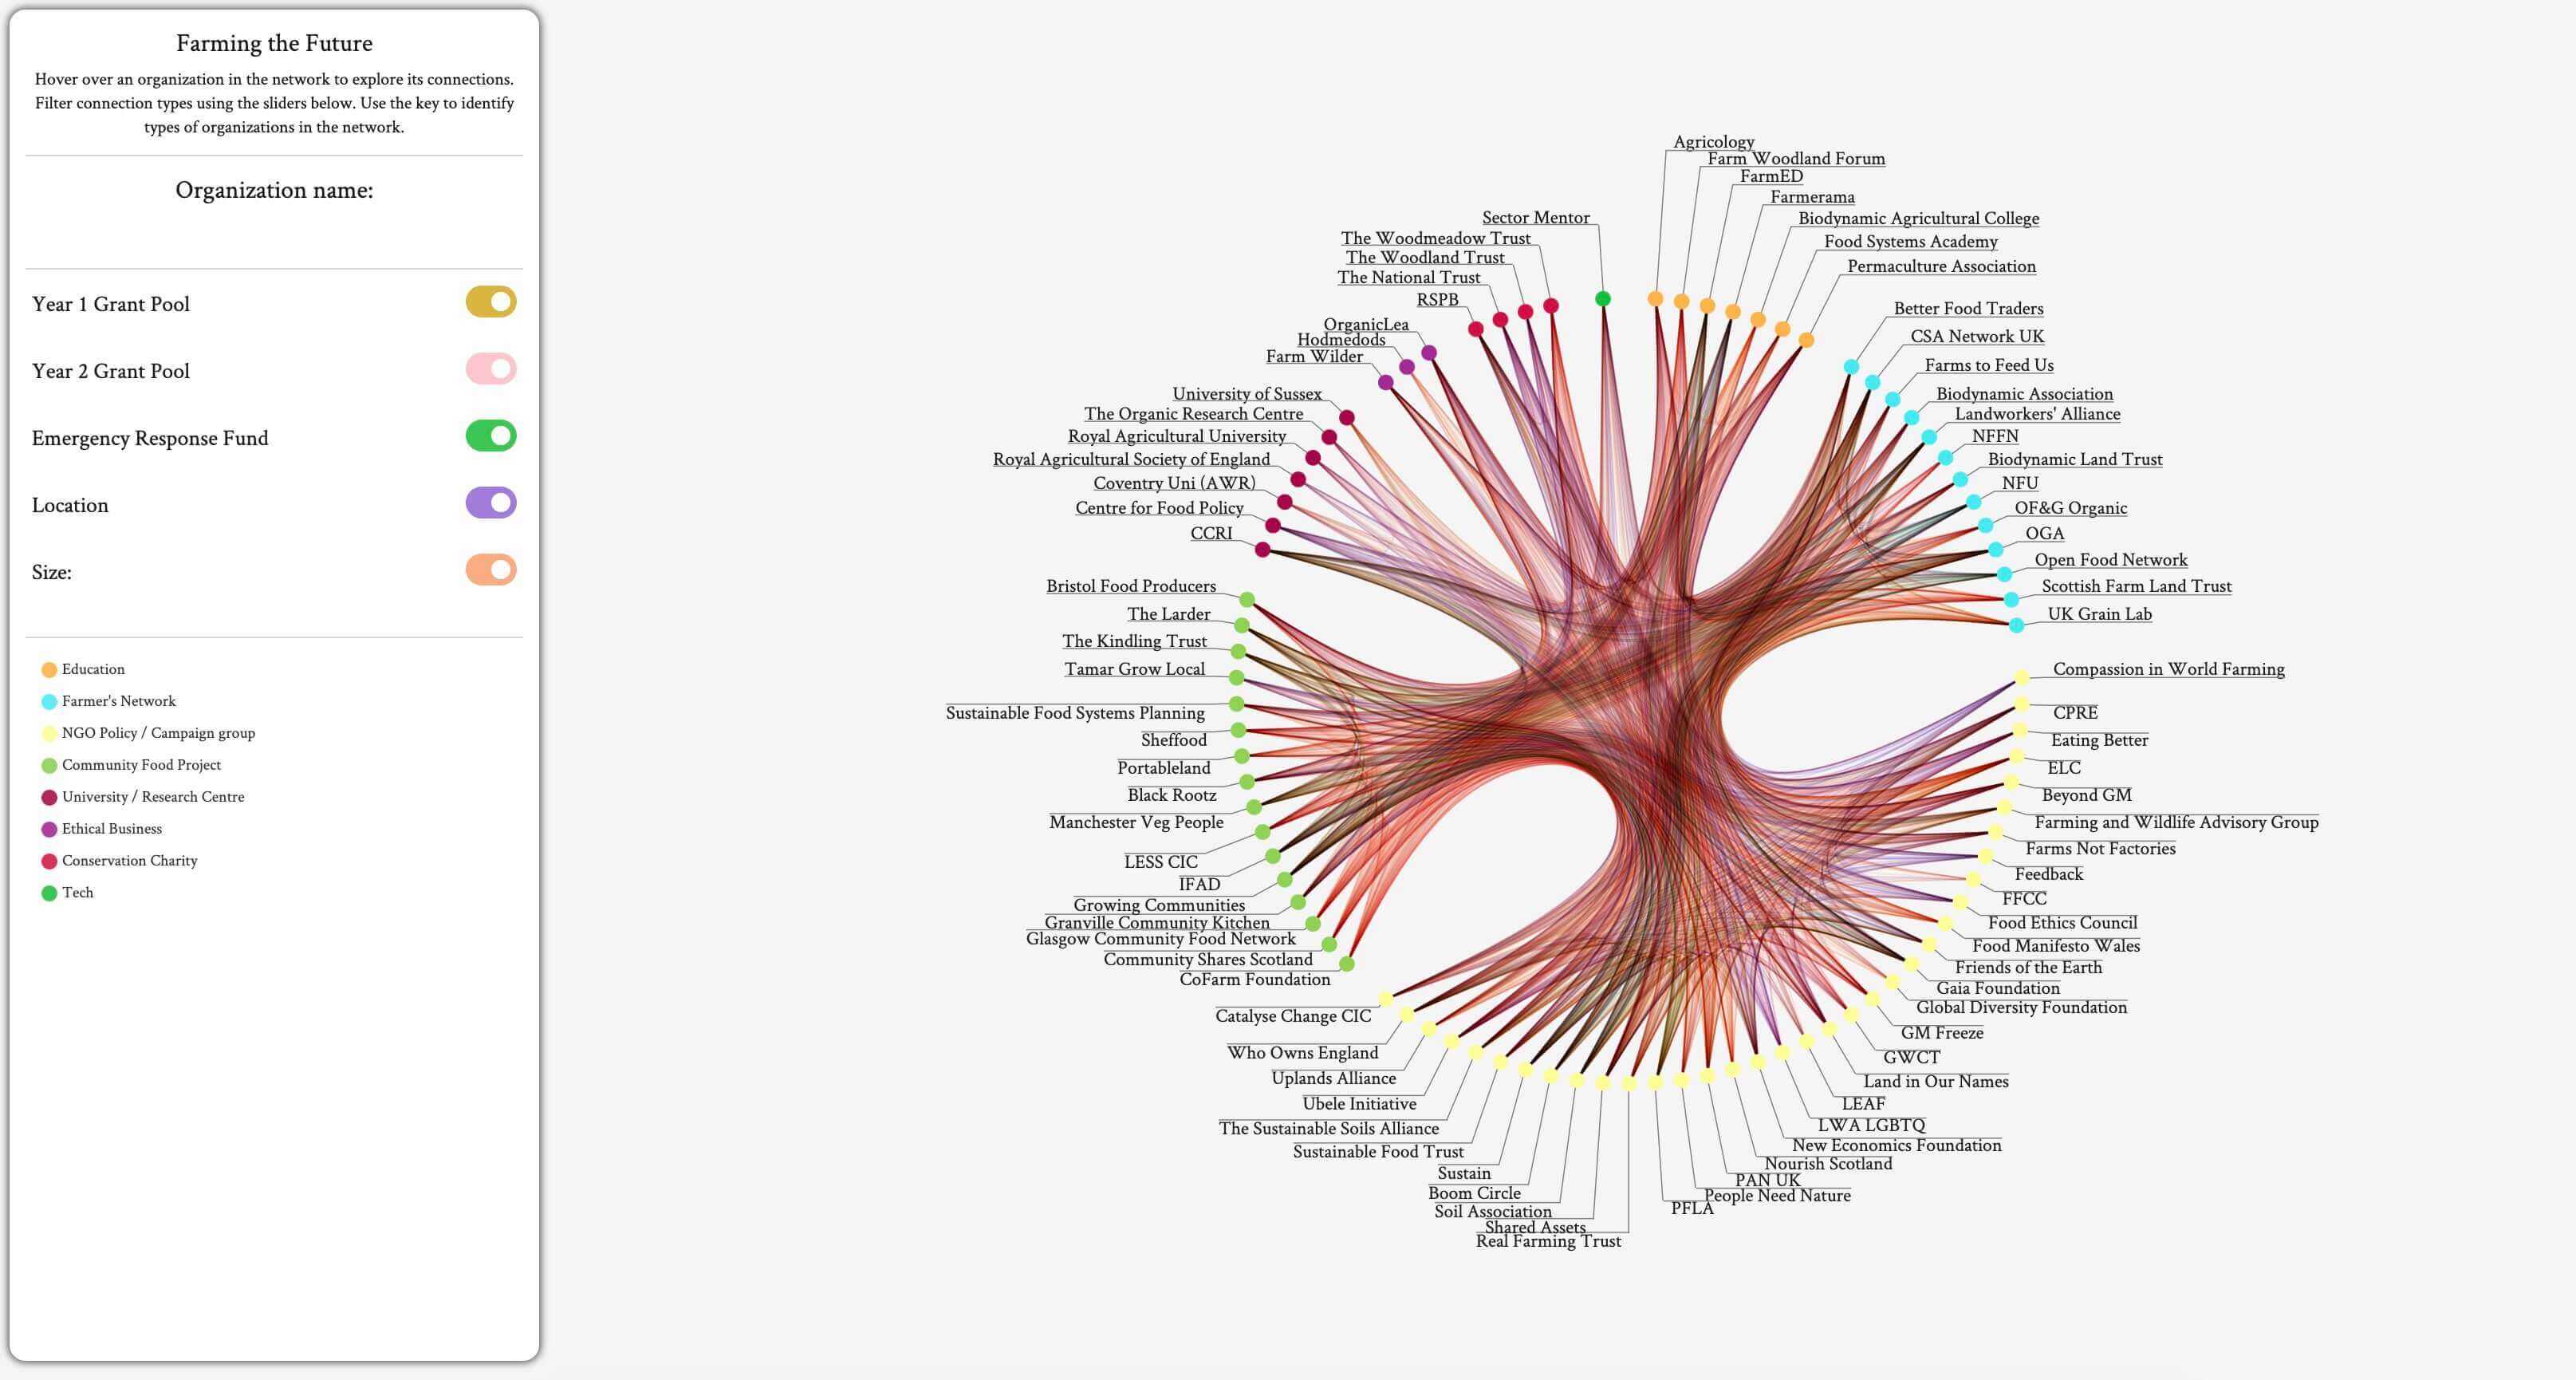 Farming the Future
Hover over an organization in the network to explore its connections.
Filter connection types using the sliders below. Use the key to identify
types of organizations in the network.
Organization name:
Year 1 Grant Pool
Year 2 Grant Pool
Emergency Response Fund
Location
Size:
Education
Farmer's Network
NGO Policy / Campaign group
Community Food Project
University / Research Centre
Ethical Business
Conservation Charity
Tech
Agricology
Farm Woodland Forum
FarmED
Farmerama
Biodynamic Agricultural College
Food Systems Academy
Permaculture Association
Better Food Traders
CSA Network UK
Farms to Feed Us
Biodynamic Association
Landworkers' Alliance
NFFN
Biodynamic Land Trust
NFU
OF&G Organic
OGA
Open Food Network
Scottish Farm Land Trust
UK Grain Lab
Compassion in World Farming
CPRE
Eating Better
ELC
Beyond GM
Farming and Wildlife Advisory Group
Farms Not Factories
Feedback
FFCC
Food Ethics Council
Food Manifesto Wales
Friends of the Earth
Gaia Foundation
Global Diversity Foundation
GM Freeze
GWCT
Land in Our Names
LEAF
LWA LGBTQ
New Economics Foundation
Nourish Scotland
PAN UK
People Need Nature
PFLA
Real Farming Trust
Shared Assets
Soil Association
Boom Circle
Sustain
Sustainable Food Trust
The Sustainable Soils Alliance
Ubele Initiative
Uplands Alliance
Who Owns England
Catalyse Change CIC
CoFarm Foundation
Community Shares Scotland
Glasgow Community Food Network
Granville Community Kitchen
Growing Communities
IFAD
LESS CIC
Manchester Veg People
Black Rootz
Portableland
Sheffood
Sustainable Food Systems Planning
Tamar Grow Local
The Kindling Trust
The Larder
Bristol Food Producers
CCRI
Centre for Food Policy
Coventry Uni (AWR)
Royal Agricultural Society of England
Royal Agricultural University
The Organic Research Centre
University of Sussex
Farm Wilder
Hodmedods
OrganicLea
RSPB
The National Trust
The Woodland Trust
The Woodmeadow Trust
Sector Mentor